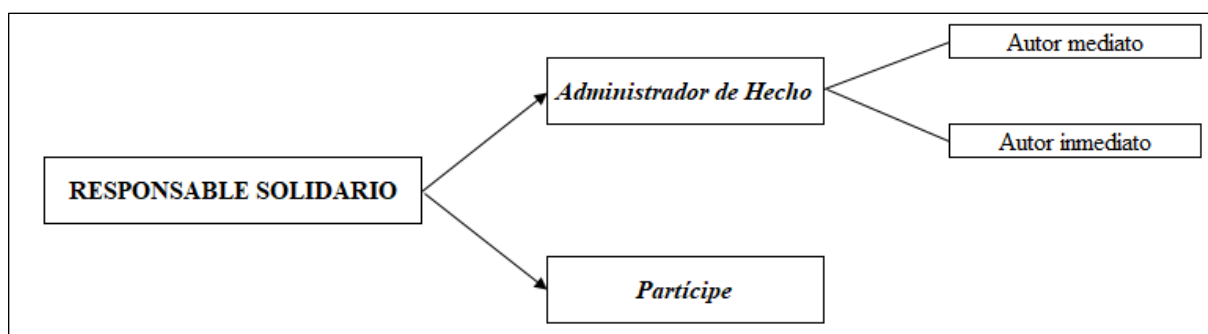 RESPONSABLE SOLIDARIO
Administrador de Hecho
Autor mediato
Autor inmediato
Partícipe